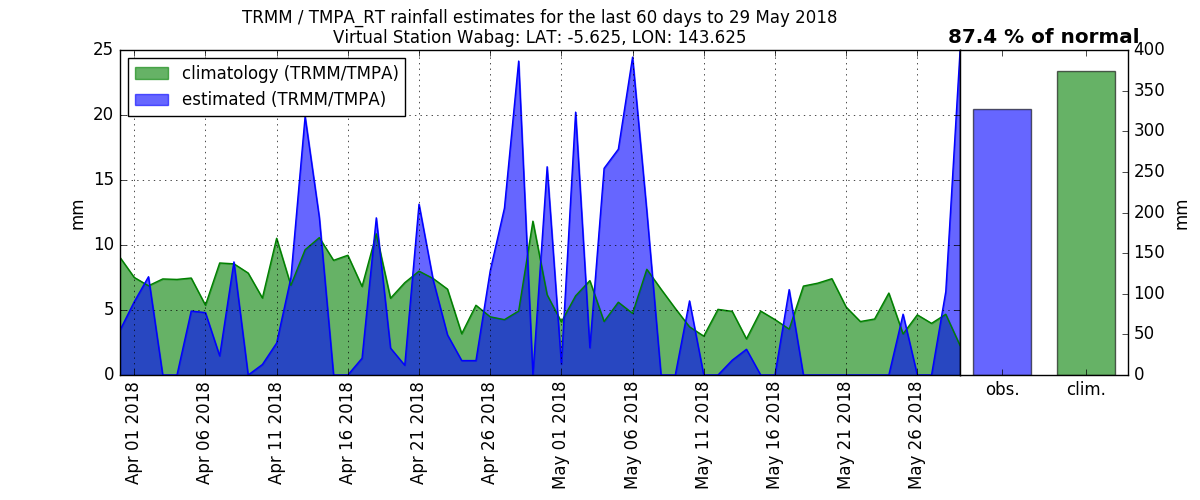 TRMM / TMPA_RT rainfall estimates for the last 60 days to 29 May 2018
Virtual Station Wabag: LAT: -5.625, LON: 143.625
87.4 % of normal
climatology (TRMM/TMPA)
estimated (TRMM/TMPA)
mm
25
20
15
10
5
0
Apr 01 2018
Apr 06 2018
Apr 11 2018
Apr 16 2018
Apr 21 2018
Apr 26 2018
May 01 2018
May 06 2018
May 11 2018
May 16 2018
May 21 2018
May 26 2018
obs.
clim.
400
350
300
250
200
150
100
50
0
mm